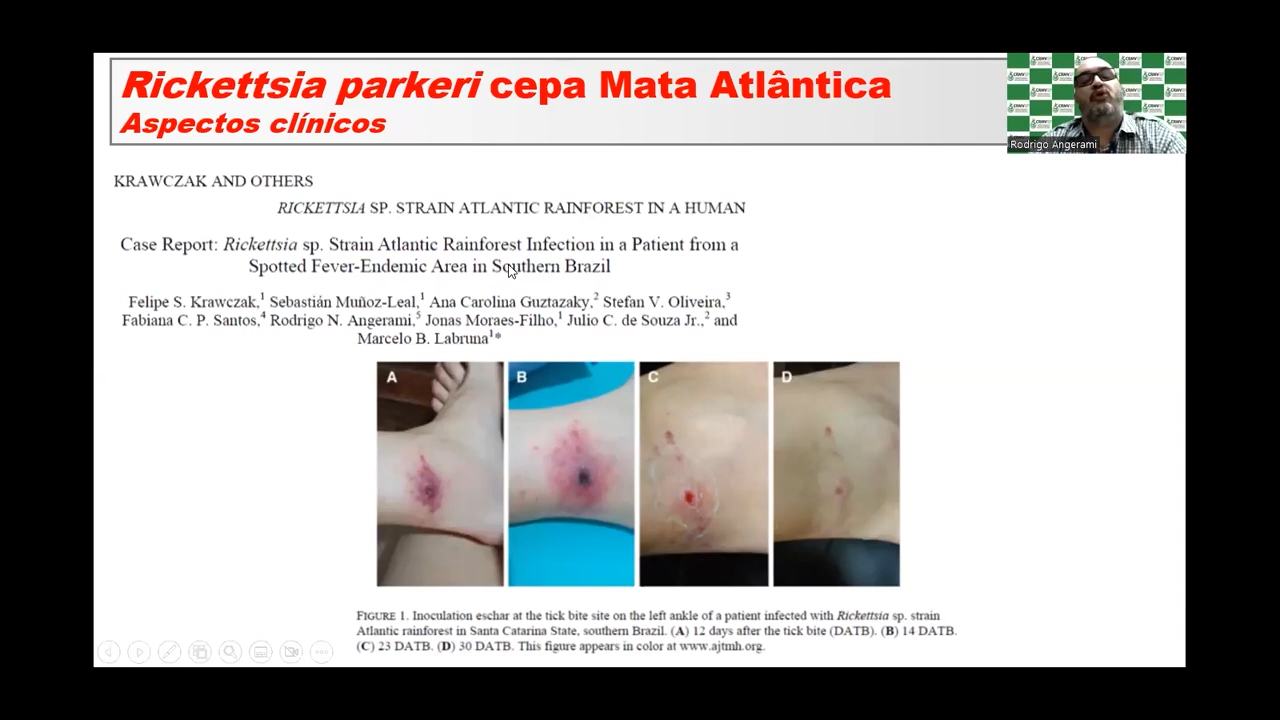 Rickettsia parkeri cepa Mata Atlântica
Aspectos clínicos
Rodrigo Angerami
KRAWCZAK AND OTHERS
RICKETTSIA SP. STRAIN ATLANTIC RAINFOREST IN A HUMAN
Case Report: Rickettsia sp. Strain Atlantic Rainforest Infection in a Patient from a
Spotted Fever-Endemic Area in Southern Brazil
Felipe S. Krawczak,1 Sebastián Muñoz-Leal,1 Ana Carolina Guztazaky,2 Stefan V. Oliveira,3
Fabiana C. P. Santos,4 Rodrigo N. Angerami,5 Jonas Moraes-Filho,1 Julio C. de Souza Jr.,2 and
Marcelo B. Labruna1*
A B C D
FIGURE 1. Inoculation eschar at the tick bite site on the left ankle of a patient infected with Rickettsia sp. strain
Atlantic rainforest in Santa Catarina State, southern Brazil. (A) 12 days after the tick bite (DATB). (B) 14 DATB.
(C) 23 DATB. (D) 30 DATB. This figure appears in color at www.ajtmh.org.